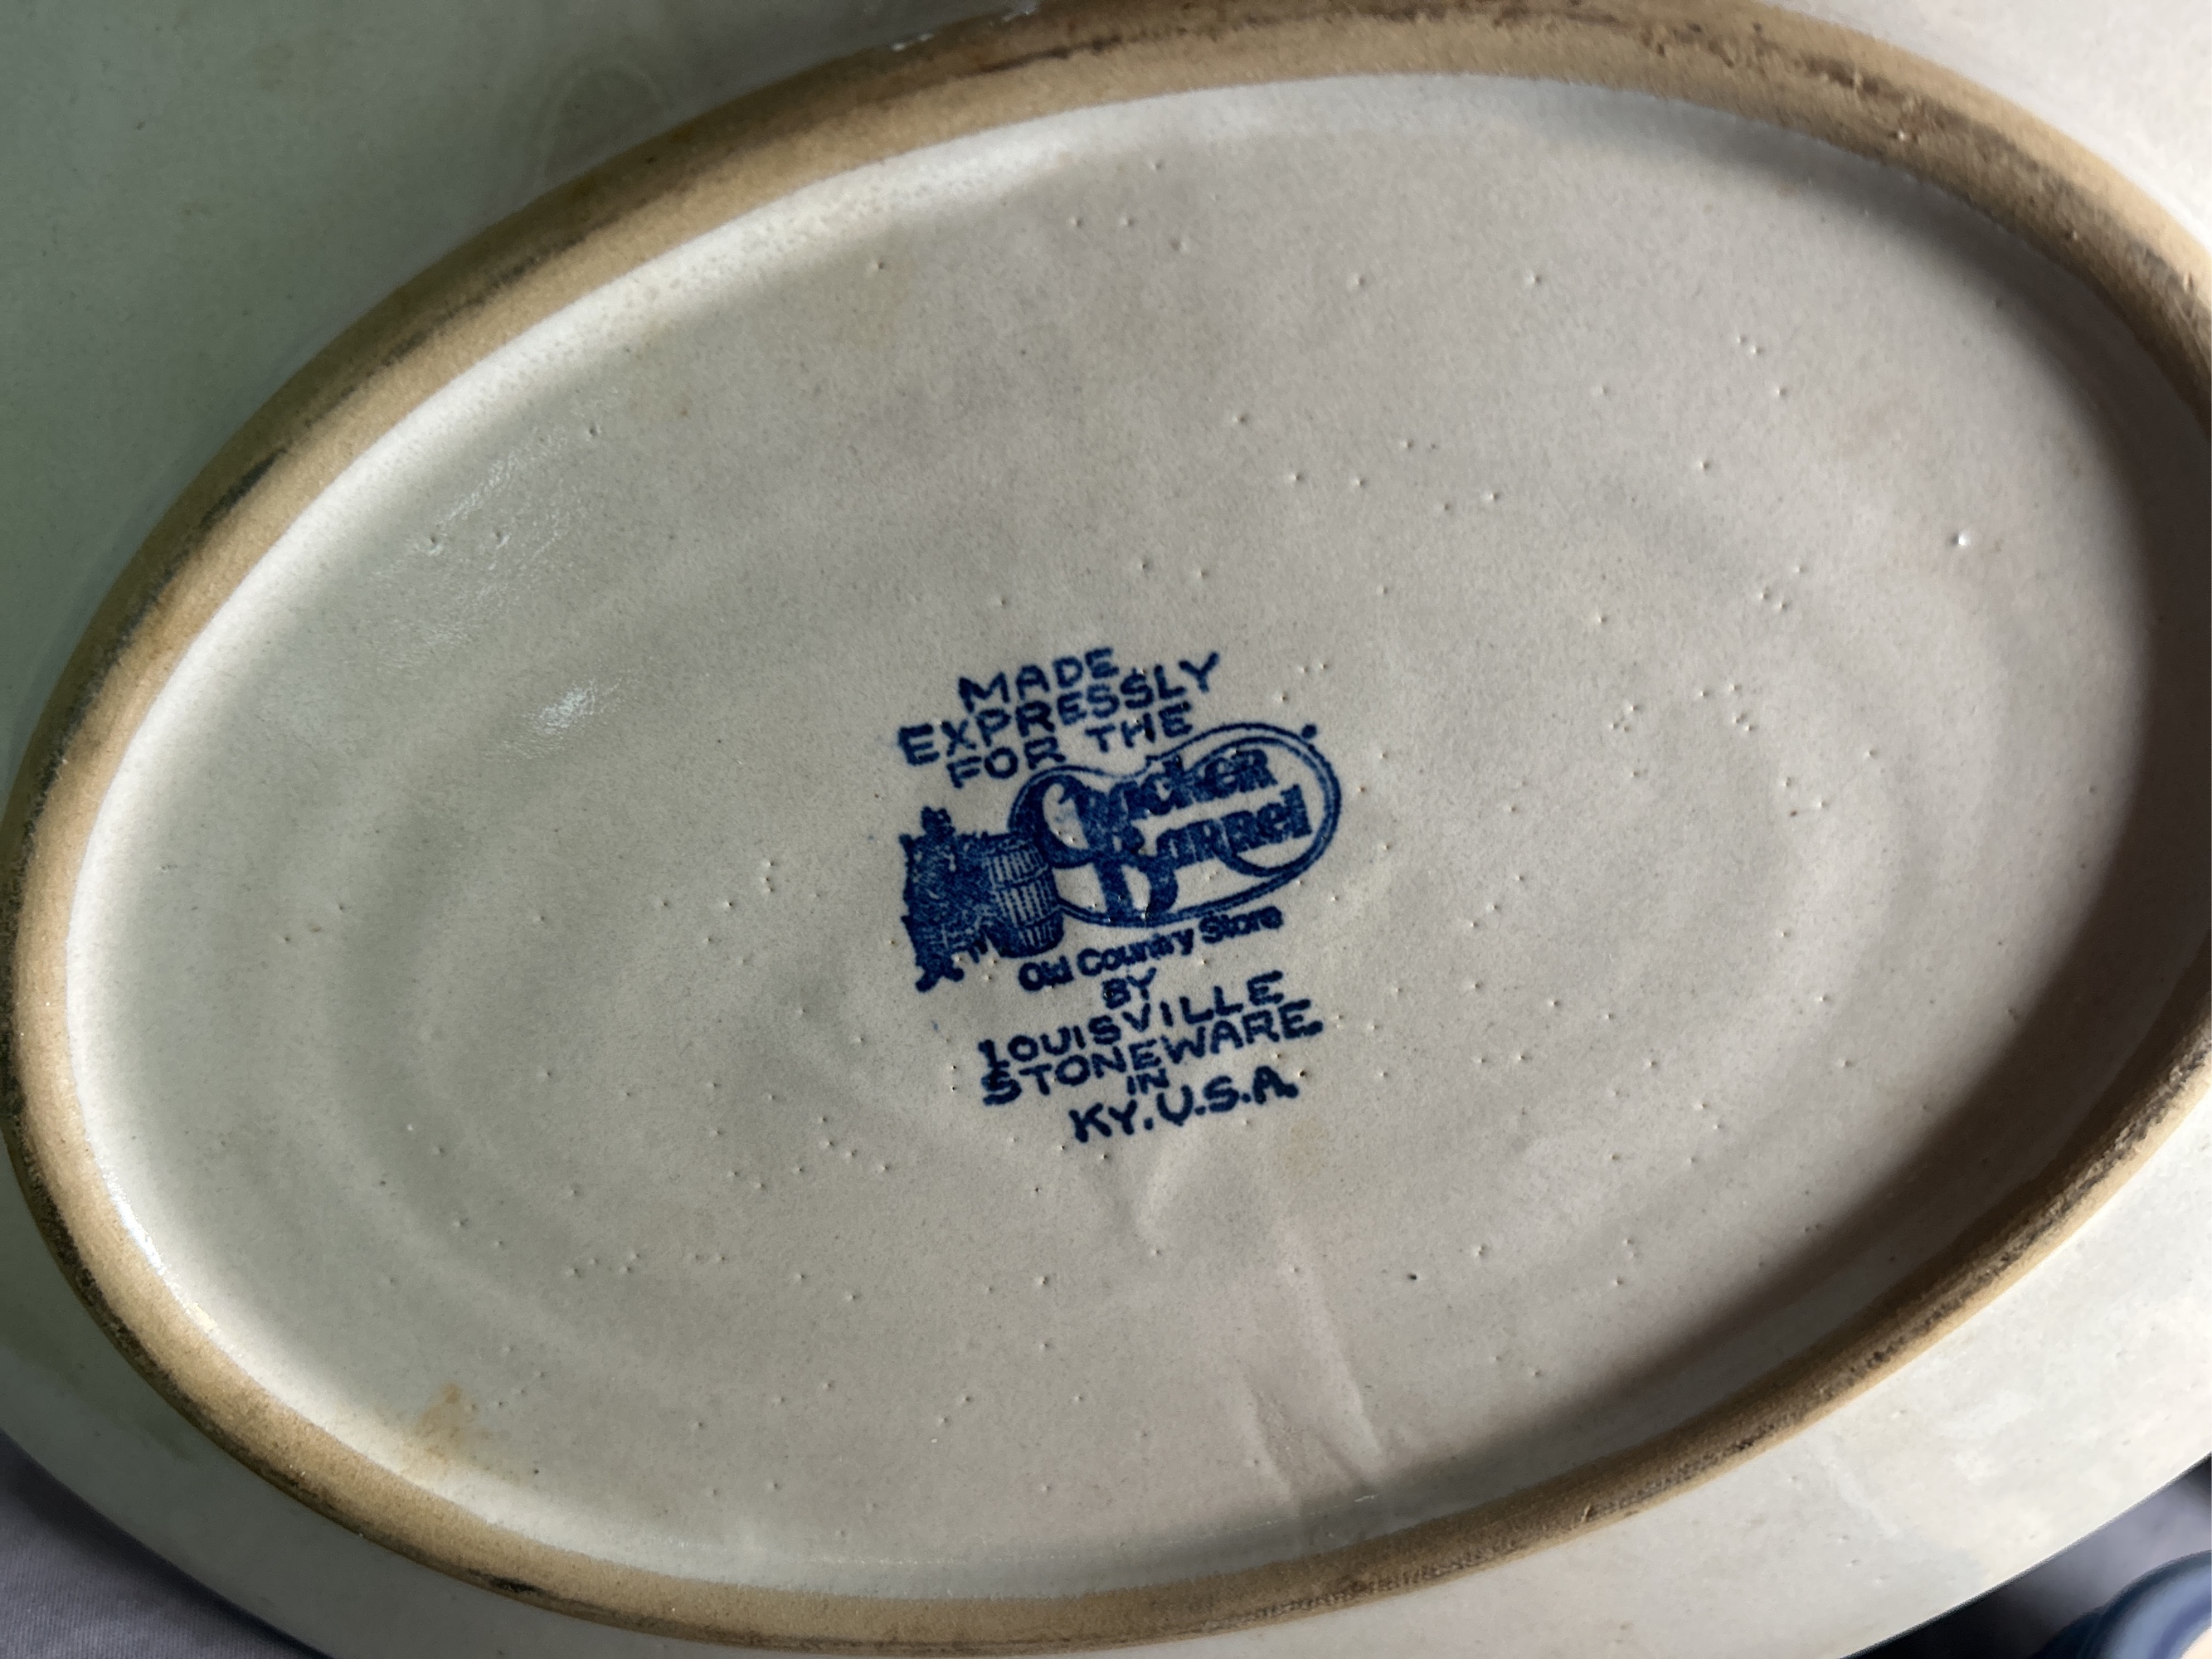 MADE
EXPRESSLY
FOR THE
Cracker
Barrel
Old Country Store
BY
LOUISVILLE
STONEWARE
IN
KY. U.S.A.